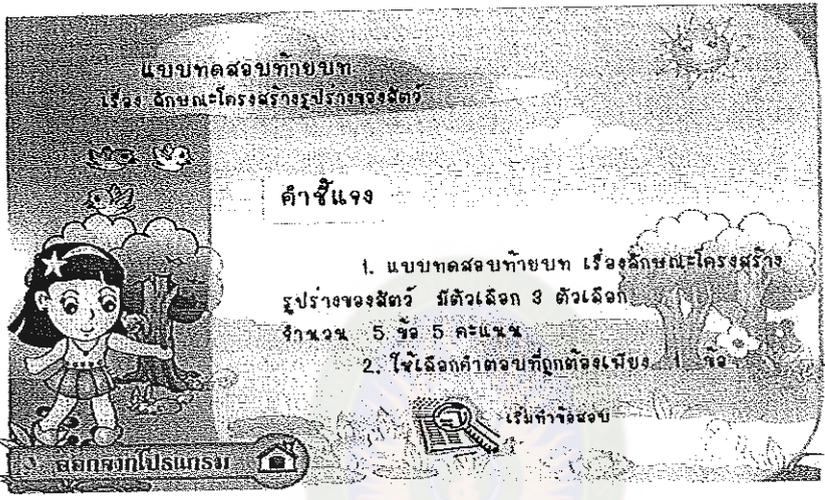 แบบทดสอบท้ายบท
เรื่อง ลักษณะโครงสร้างรูปร่างของสัตว์
คำชี้แจง
1. แบบทดสอบท้ายบท เรื่องลักษณะโครงสร้าง
รูปร่างของสัตว์ มีตัวเลือก 3 ตัวเลือก
จำนวน 5 ข้อ 5 คะแนน
2. ให้เลือกคำตอบที่ถูกต้องเพียง 1 ข้อ
เริ่มทำข้อสอบ
ออกจากโปรแกรม